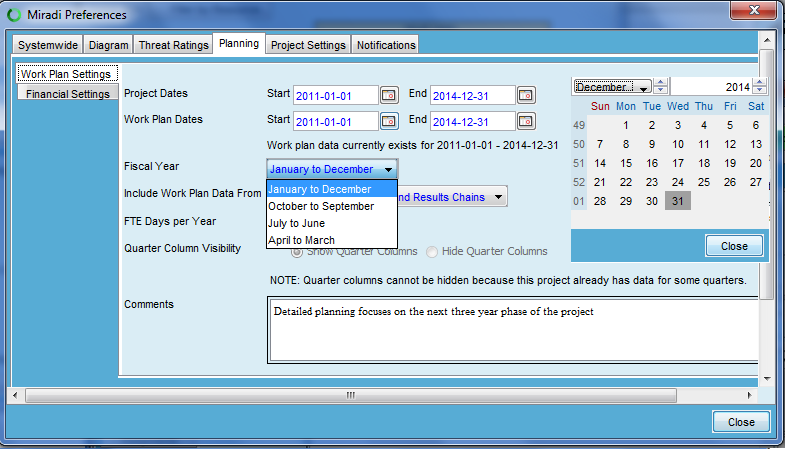 Miradi Preferences
Systemwide Diagram Threat Ratings Planning Project Settings Notifications
Work Plan Settings
Financial Settings
Project Dates Start 2011-01-01 End 2014-12-31
Work Plan Dates Start 2011-01-01 End 2014-12-31
Work plan data currently exists for 2011-01-01 - 2014-12-31
Fiscal Year January to December
January to December
October to September
July to June
April to March
Include Work Plan Data From nd Results Chains
FTE Days per Year
Quarter Column Visibility Show Quarter Columns Hide Quarter Columns
NOTE: Quarter columns cannot be hidden because this project already has data for some quarters.
Comments Detailed planning focuses on the next three year phase of the project
December... 2014
Sun Mon Tue Wed Thu Fri Sat
49 1 2 3 4 5 6
50 7 8 9 10 11 12 13
51 14 15 16 17 18 19 20
52 21 22 23 24 25 26 27
01 28 29 30 31
Close
Close